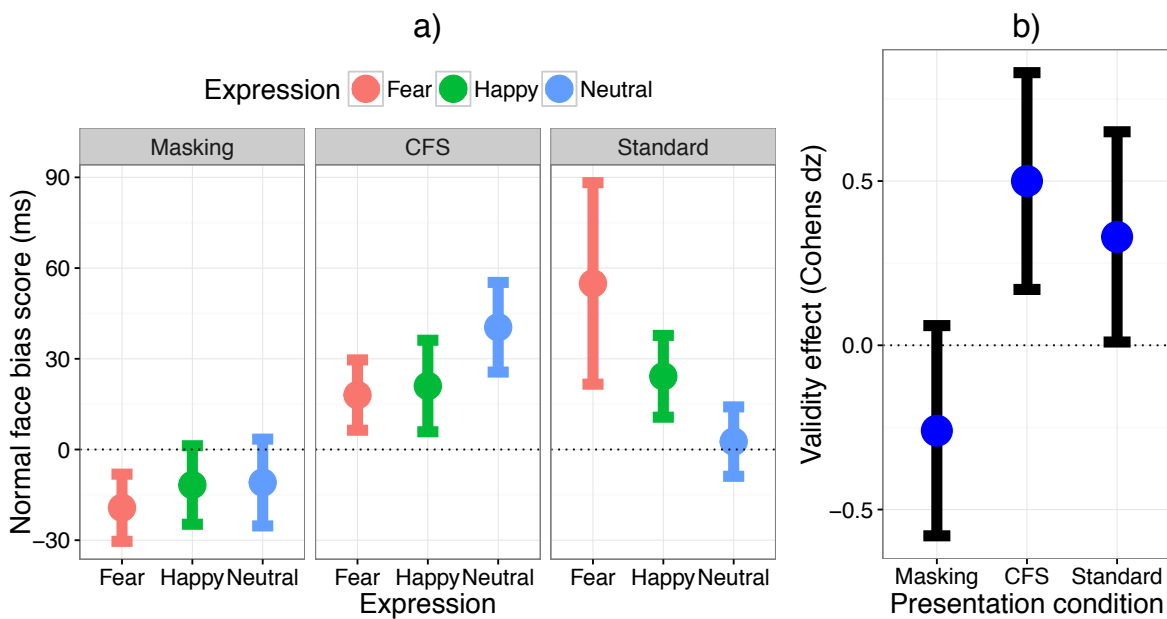 a)
Expression Fear Happy Neutral
Masking CFS Standard
Normal face bias score (ms)
90
60
30
0
−30
Fear Happy Neutral Fear Happy Neutral Fear Happy Neutral
Expression
b)
Validity effect (Cohens dz)
0.5
0.0
−0.5
Masking CFS Standard
Presentation condition